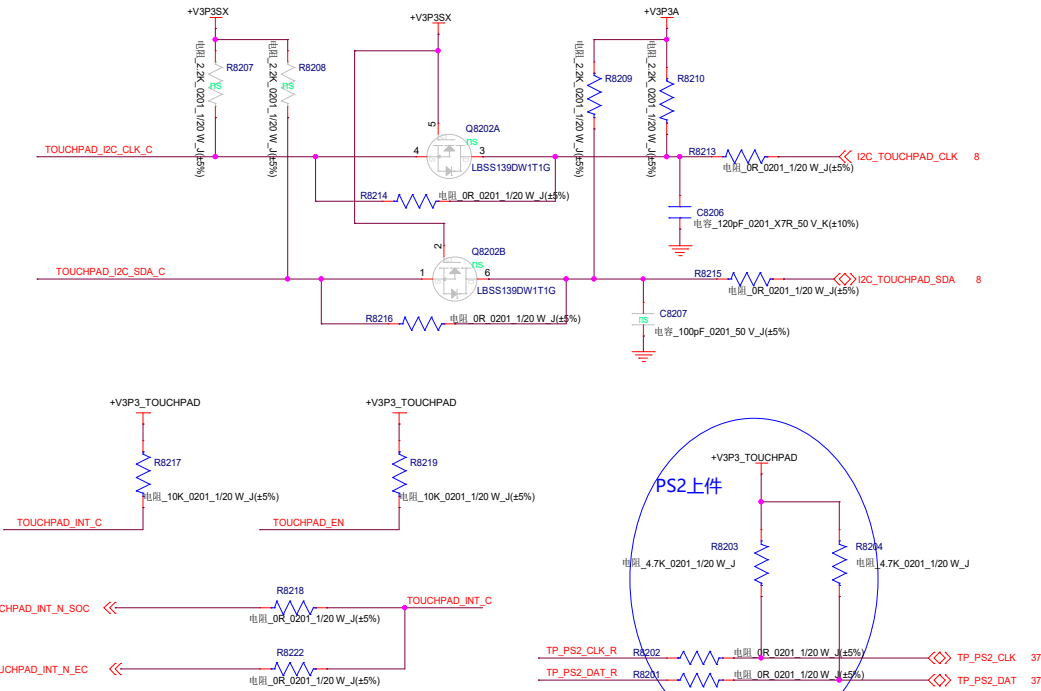 +V3P3SX
+V3P3SX
+V3P3A
电阻_2.2K_0201_1/20 W_J(±5%)
R8207
ns
电阻_2.2K_0201_1/20 W_J(±5%)
R8208
ns
电阻_2.2K_0201_1/20 W_J(±5%)
R8209
电阻_2.2K_0201_1/20 W_J(±5%)
R8210
5
Q8202A
ns
TOUCHPAD_I2C_CLK_C
4
3
LBSS139DW1T1G
R8213
电阻_0R_0201_1/20 W_J(±5%)
I2C_TOUCHPAD_CLK 8
R8214
电阻_0R_0201_1/20 W_J(±5%)
C8206
电容_120pF_0201_X7R_50 V_K(±10%)
2
Q8202B
ns
TOUCHPAD_I2C_SDA_C
1
6
LBSS139DW1T1G
R8215
电阻_0R_0201_1/20 W_J(±5%)
I2C_TOUCHPAD_SDA 8
R8216
电阻_0R_0201_1/20 W_J(±5%)
C8207
ns
电容_100pF_0201_50 V_J(±5%)
+V3P3_TOUCHPAD
+V3P3_TOUCHPAD
R8217
电阻_10K_0201_1/20 W_J(±5%)
R8219
电阻_10K_0201_1/20 W_J(±5%)
TOUCHPAD_INT_C
TOUCHPAD_EN
+V3P3_TOUCHPAD
PS2上件
R8203
电阻_4.7K_0201_1/20 W_J
R8204
电阻_4.7K_0201_1/20 W_J
R8218
CHPAD_INT_N_SOC
电阻_0R_0201_1/20 W_J(±5%)
TOUCHPAD_INT_C
R8222
UCHPAD_INT_N_EC
电阻_0R_0201_1/20 W_J(±5%)
TP_PS2_CLK_R
R8202
电阻_0R_0201_1/20 W_J(±5%)
TP_PS2_CLK 37
TP_PS2_DAT_R
R8201
电阻_0R_0201_1/20 W_J(±5%)
TP_PS2_DAT 37